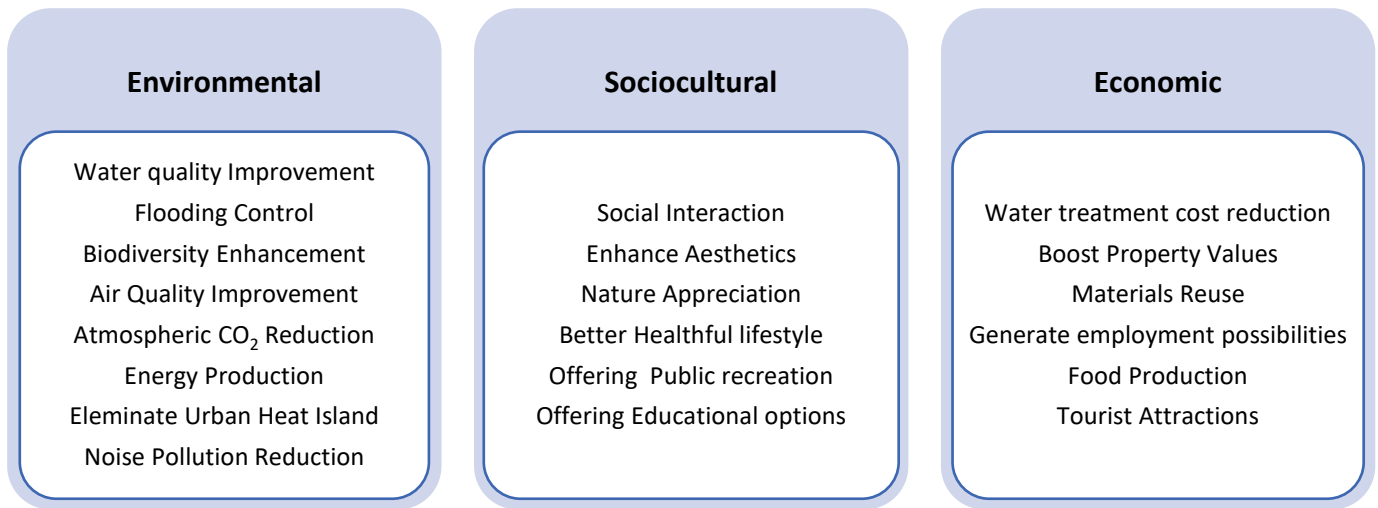 Environmental
Water quality Improvement
Flooding Control
Biodiversity Enhancement
Air Quality Improvement
Atmospheric CO₂ Reduction
Energy Production
Eleminate Urban Heat Island
Noise Pollution Reduction
Sociocultural
Social Interaction
Enhance Aesthetics
Nature Appreciation
Better Healthful lifestyle
Offering  Public recreation
Offering Educational options
Economic
Water treatment cost reduction
Boost Property Values
Materials Reuse
Generate employment possibilities
Food Production
Tourist Attractions